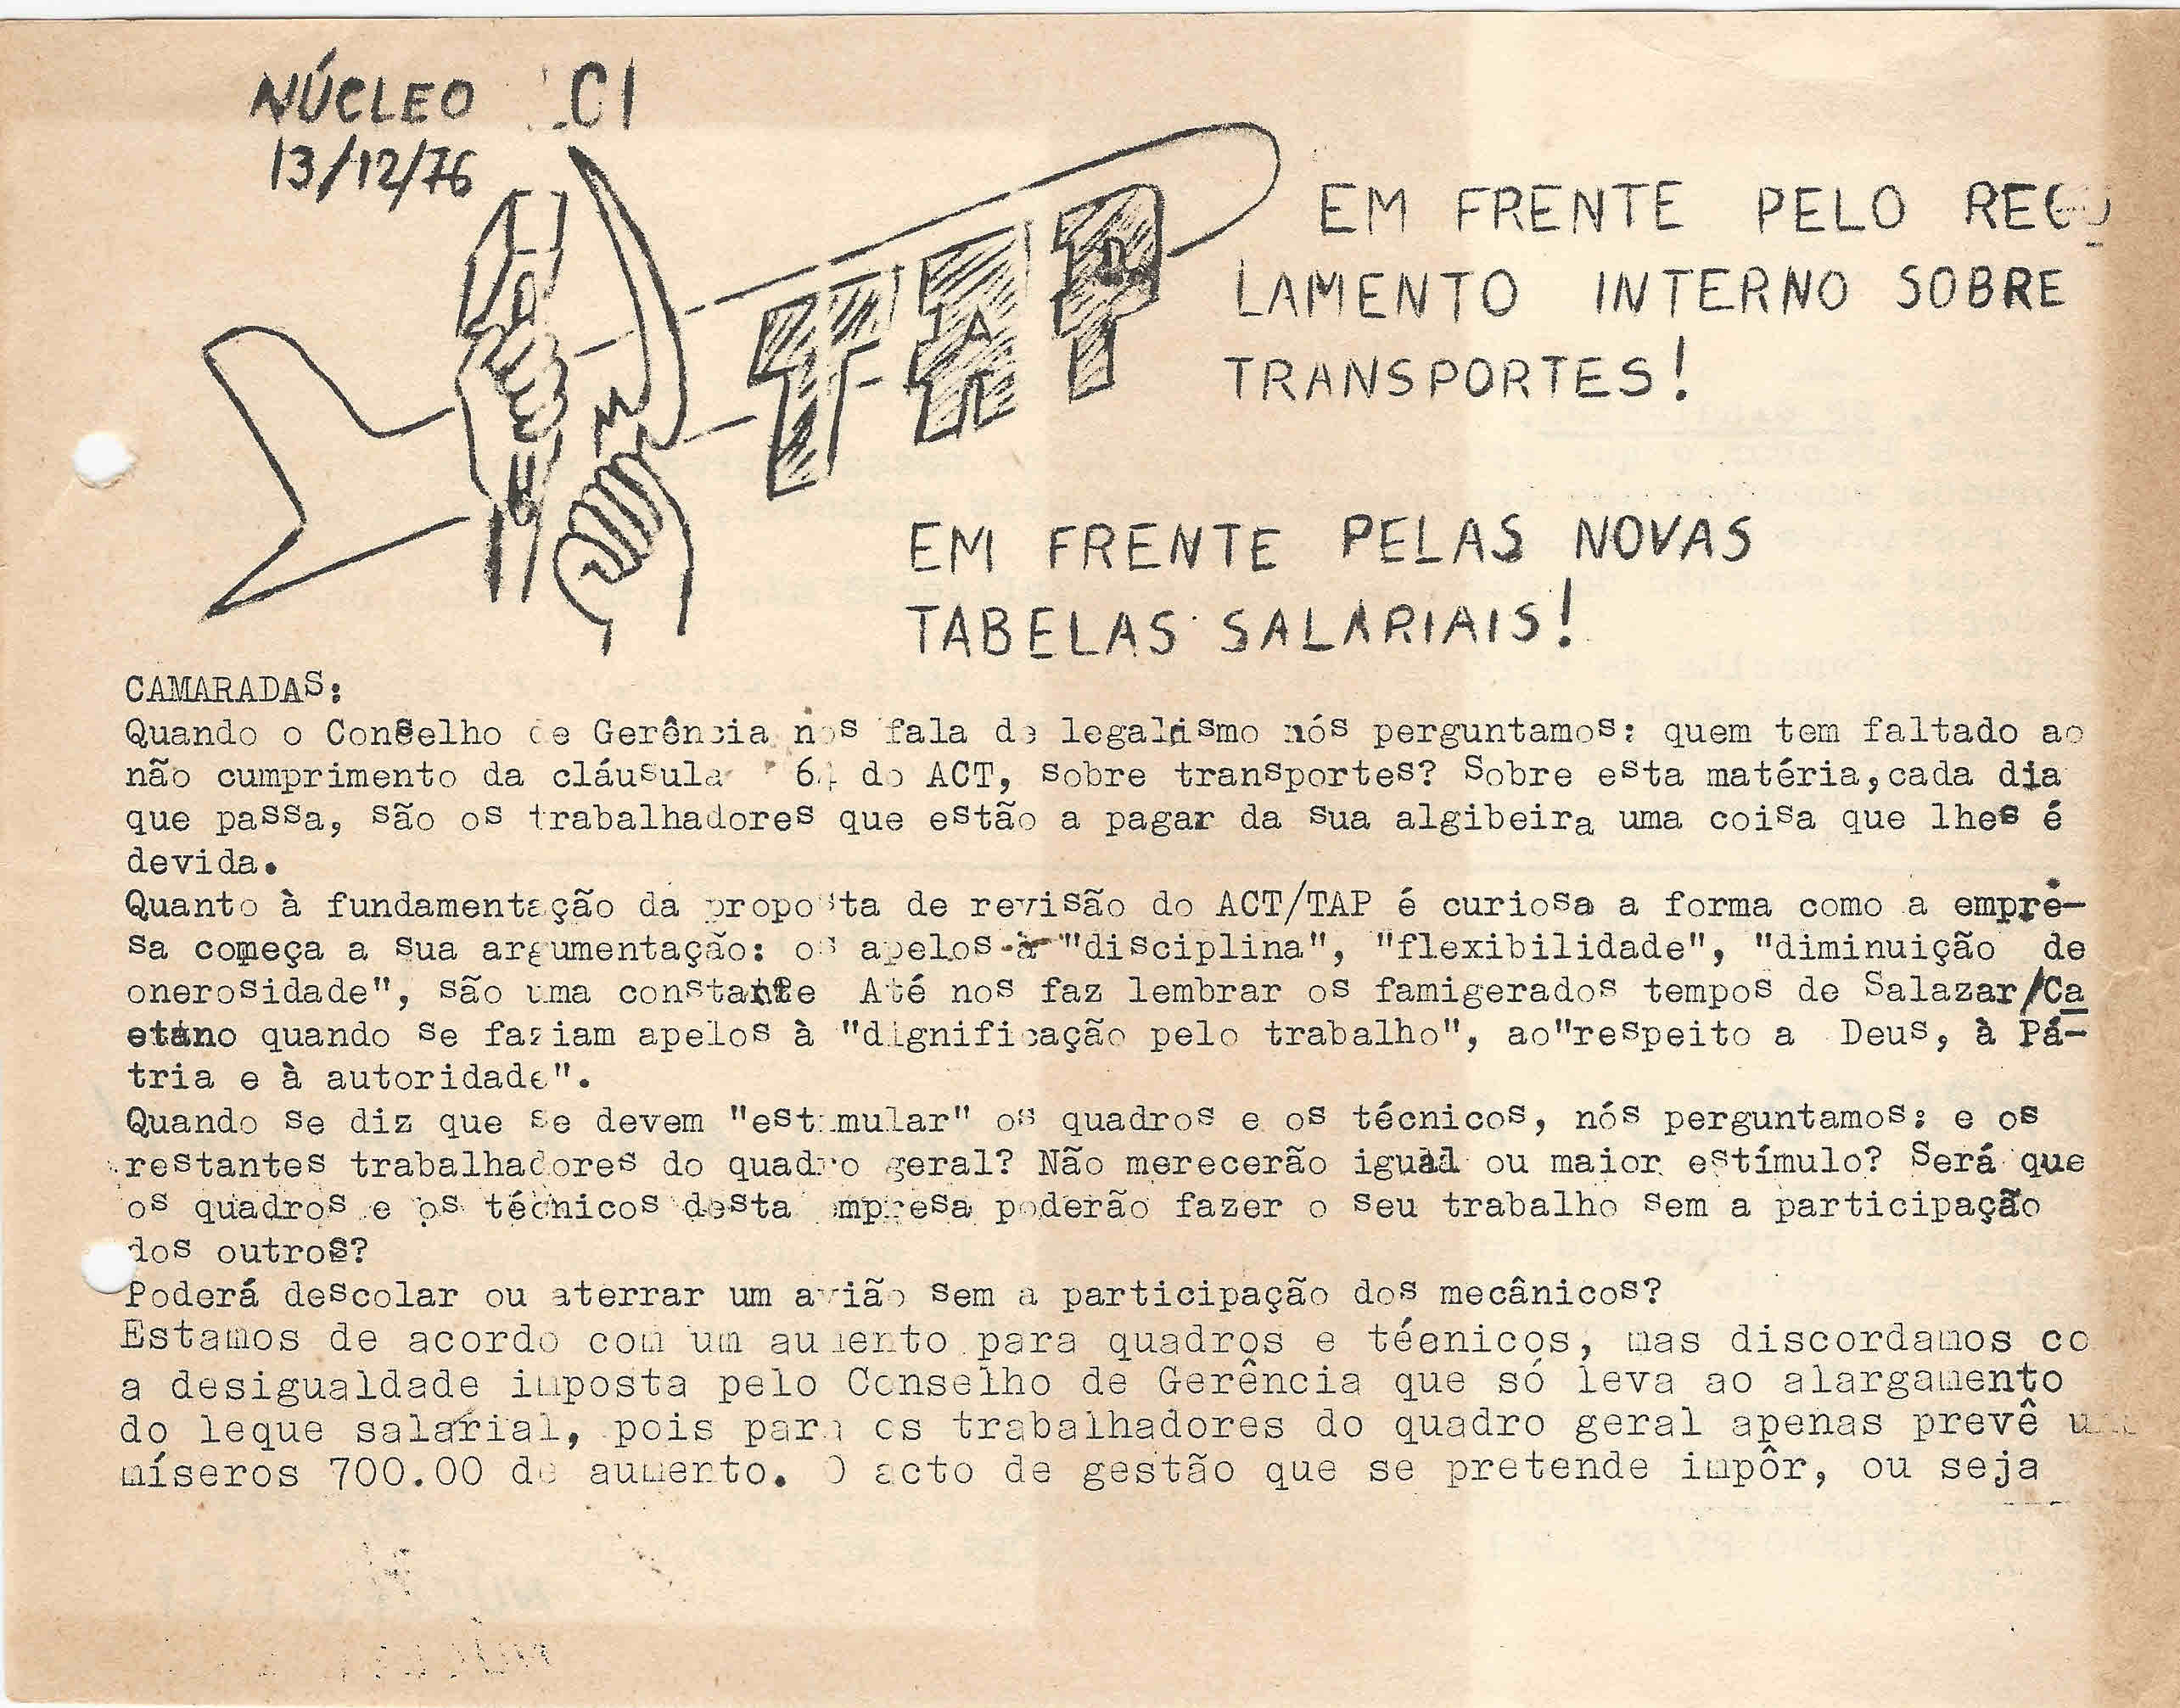 NÚCLEO LCI
13/12/76
TAP
EM FRENTE PELO REGU
LAMENTO INTERNO SOBRE
TRANSPORTES!
EM FRENTE PELAS NOVAS
TABELAS SALARIAIS!
CAMARADAS:
Quando o Conselho de Gerência nos fala de legalismo nós perguntamos: quem tem faltado ao
não cumprimento da cláusula 64 do ACT, sobre transportes? Sobre esta matéria,cada dia
que passa, são os trabalhadores que estão a pagar da sua algibeira uma coisa que lhes é
devida.
Quanto à fundamentação da proposta de revisão do ACT/TAP é curiosa a forma como a empre-
sa começa a sua argumentação: os apelos à "disciplina", "flexibilidade", "diminuição de
onerosidade", são uma constante Até nos faz lembrar os famigerados tempos de Salazar/Ca
etano quando se faziam apelos à "dignificação pelo trabalho", ao"respeito a Deus, à Pá-
tria e à autoridade".
Quando se diz que se devem "estimular" os quadros e os técnicos, nós perguntamos: e os
restantes trabalhadores do quadro geral? Não merecerão igual ou maior estímulo? Será que
os quadros e os técnicos desta empresa poderão fazer o seu trabalho sem a participação
dos outros?
Poderá descolar ou aterrar um avião sem a participação dos mecânicos?
Estamos de acordo com um aumento para quadros e téenicos, mas discordamos co
a desigualdade imposta pelo Conselho de Gerência que só leva ao alargamento
do leque salarial, pois para os trabalhadores do quadro geral apenas prevê
míseros 700.00 de aumento. O acto de gestão que se pretende impôr, ou seja